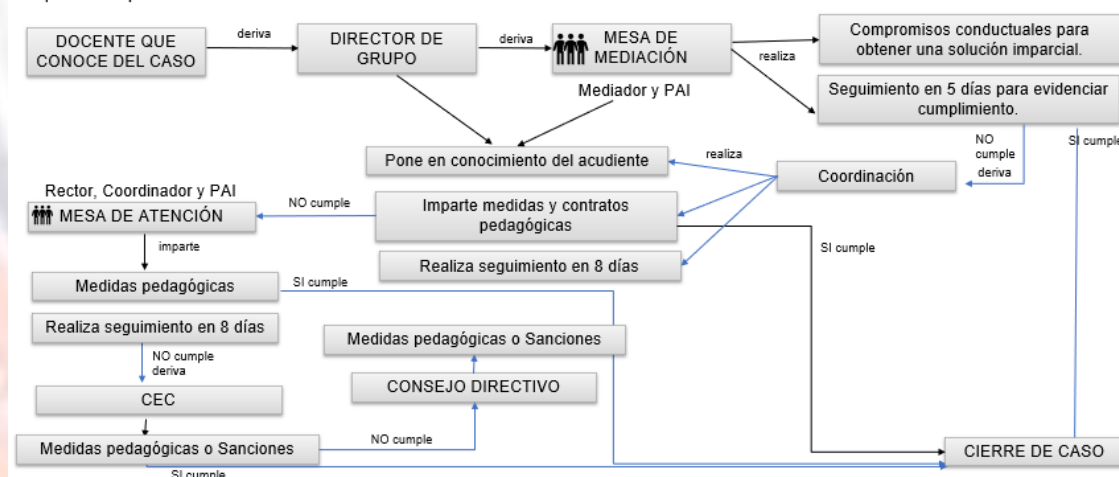 DOCENTE QUE
CONOCE DEL CASO
deriva
DIRECTOR DE
GRUPO
deriva
MESA DE
MEDIACIÓN
Mediador y PAI
realiza
Compromisos conductuales para
obtener una solución imparcial.
Seguimiento en 5 días para evidenciar
cumplimiento.
NO
cumple
deriva
SI cumple
Pone en conocimiento del acudiente
realiza
Coordinación
Rector, Coordinador y PAI
MESA DE ATENCIÓN
NO cumple
Imparte medidas y contratos
pedagógicas
SI cumple
imparte
Realiza seguimiento en 8 días
Medidas pedagógicas
SI cumple
Realiza seguimiento en 8 días
NO cumple
deriva
Medidas pedagógicas o Sanciones
CONSEJO DIRECTIVO
CEC
Medidas pedagógicas o Sanciones
NO cumple
SI cumple
CIERRE DE CASO